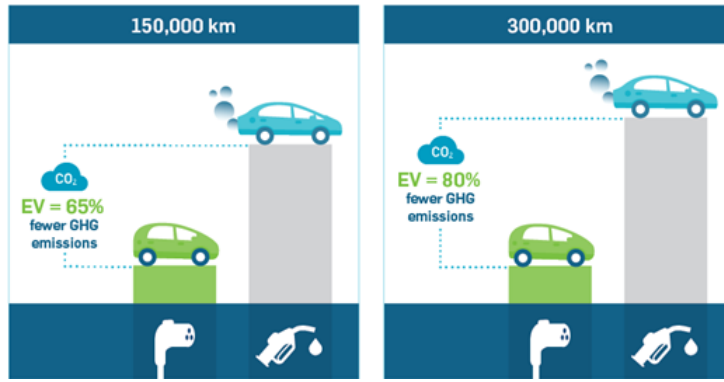 150,000 km
CO₂
EV = 65%
fewer GHG
emissions
300,000 km
CO₂
EV = 80%
fewer GHG
emissions